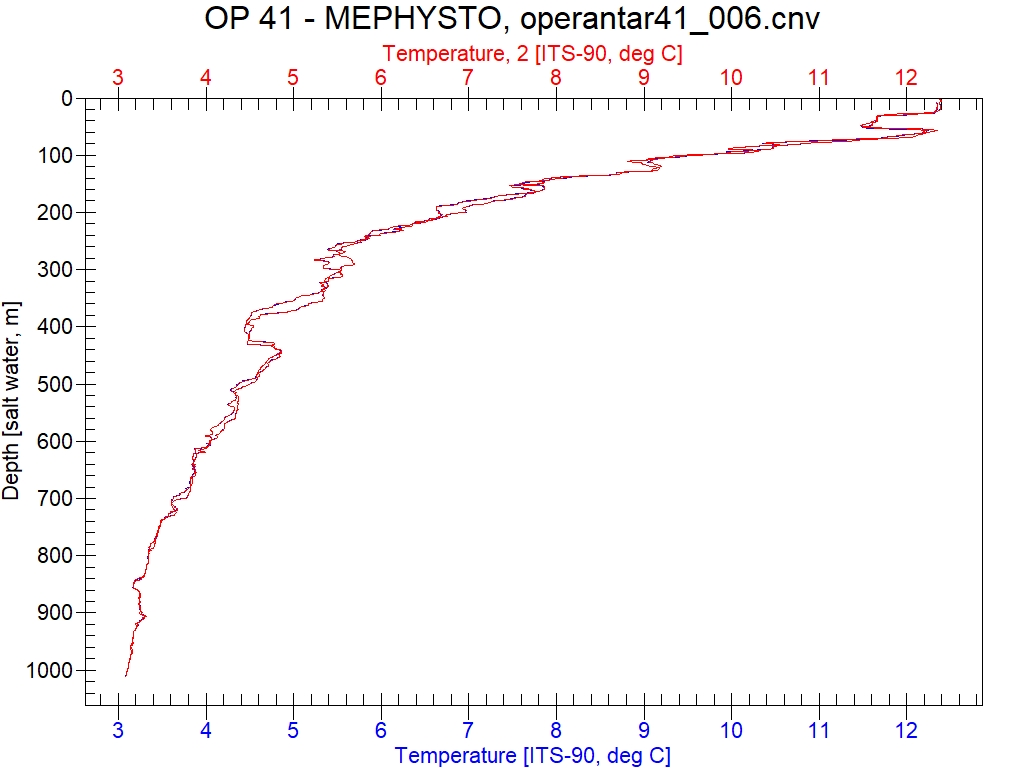 OP 41 - MEPHYSTO, operantar41_006.cnv
Temperature, 2 [ITS-90, deg C]
3 4 5 6 7 8 9 10 11 12
0
100
200
300
400
500
600
700
800
900
1000
Depth [salt water, m]
3 4 5 6 7 8 9 10 11 12
Temperature [ITS-90, deg C]